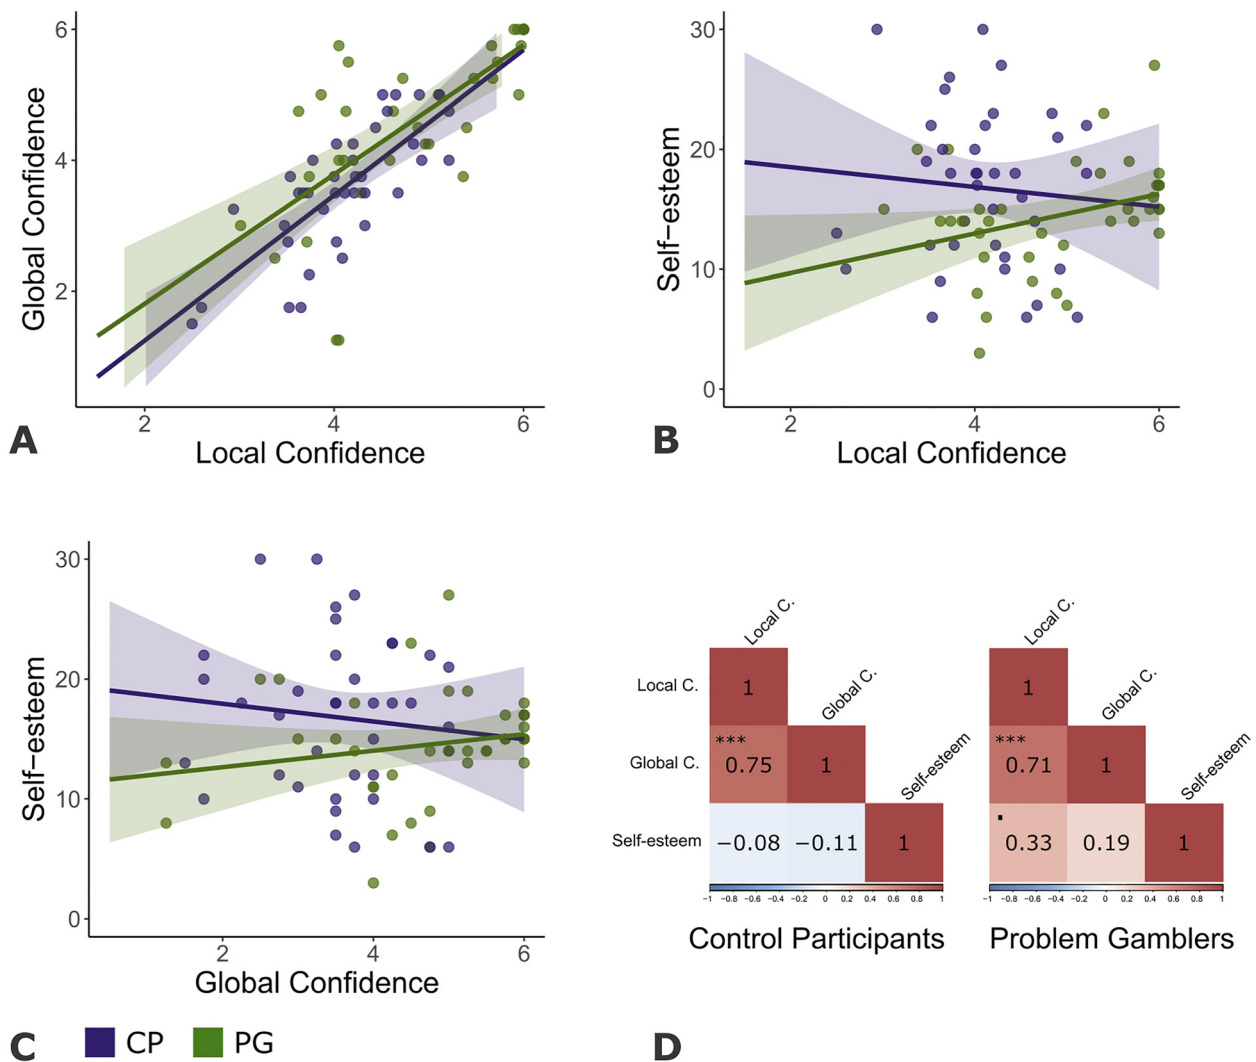 6
4
2
Global Confidence
2 4 6
Local Confidence
A
30
20
10
0
Self−esteem
2 4 6
Local Confidence
B
30
20
10
0
Self−esteem
2 4 6
Global Confidence
C
CP PG
Local C.
Global C.
Self-esteem
Local C.
1
Global C.
***
0.75 1
Self-esteem
−0.08 −0.11 1
−1 −0.8 −0.6 −0.4 −0.2 0 0.2 0.4 0.6 0.8 1
Control Participants
Local C.
Global C.
Self-esteem
1
***
0.71 1
.
0.33 0.19 1
−1 −0.8 −0.6 −0.4 −0.2 0 0.2 0.4 0.6 0.8 1
Problem Gamblers
D